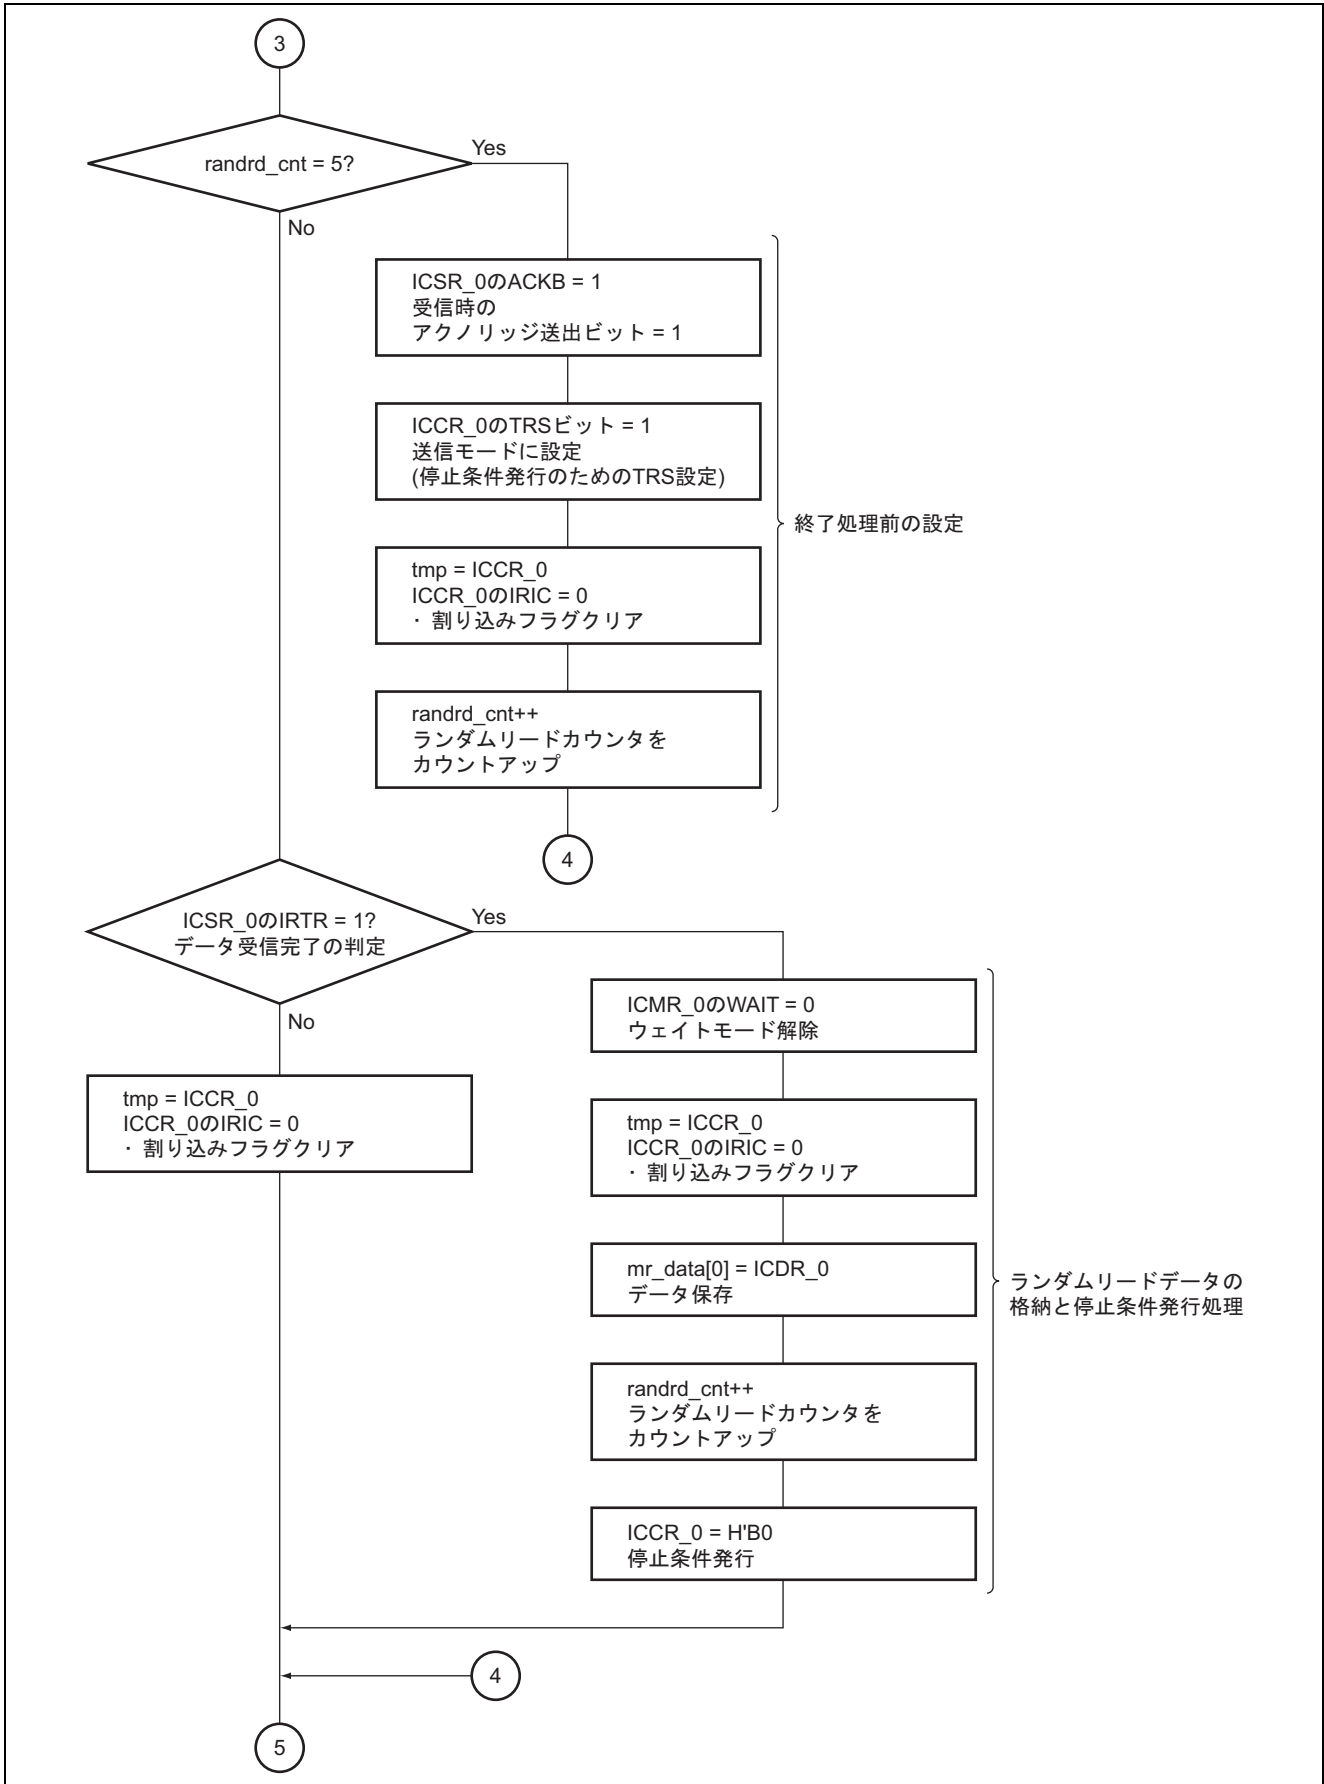 3
randrd_cnt = 5?
Yes
No
ICSR_0のACKB = 1
受信時の
アクノリッジ送出ビット = 1
ICCR_0のTRSビット = 1
送信モードに設定
(停止条件発行のためのTRS設定)
終了処理前の設定
tmp = ICCR_0
ICCR_0のIRIC = 0
・割り込みフラグクリア
randrd_cnt++
ランダムリードカウンタを
カウントアップ
4
ICSR_0のIRTR = 1?
データ受信完了の判定
Yes
No
ICMR_0のWAIT = 0
ウェイトモード解除
tmp = ICCR_0
ICCR_0のIRIC = 0
・割り込みフラグクリア
tmp = ICCR_0
ICCR_0のIRIC = 0
・割り込みフラグクリア
mr_data[0] = ICDR_0
データ保存
ランダムリードデータの
格納と停止条件発行処理
randrd_cnt++
ランダムリードカウンタを
カウントアップ
ICCR_0 = H'B0
停止条件発行
4
5